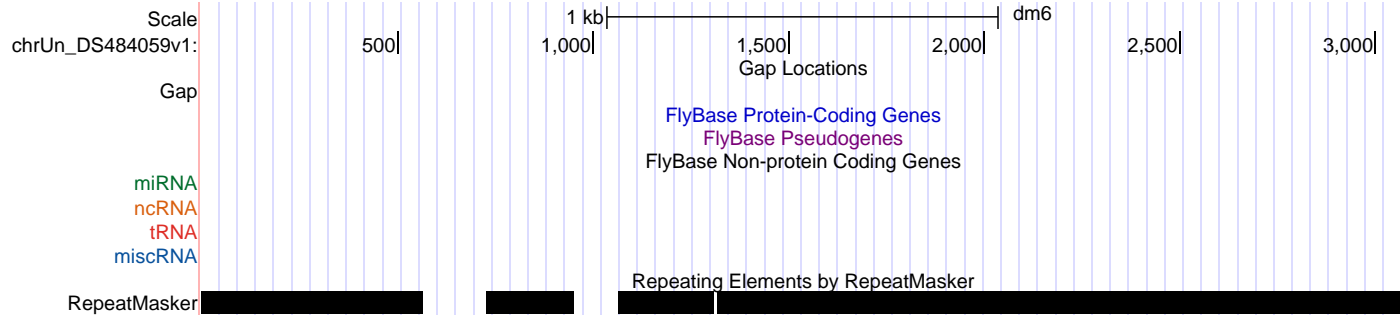 Scale 1 kb dm6
chrUn_DS484059v1: 500 1,000 1,500 2,000 2,500 3,000
Gap Locations
Gap
FlyBase Protein-Coding Genes
FlyBase Pseudogenes
FlyBase Non-protein Coding Genes
miRNA
ncRNA
tRNA
miscRNA
Repeating Elements by RepeatMasker
RepeatMasker